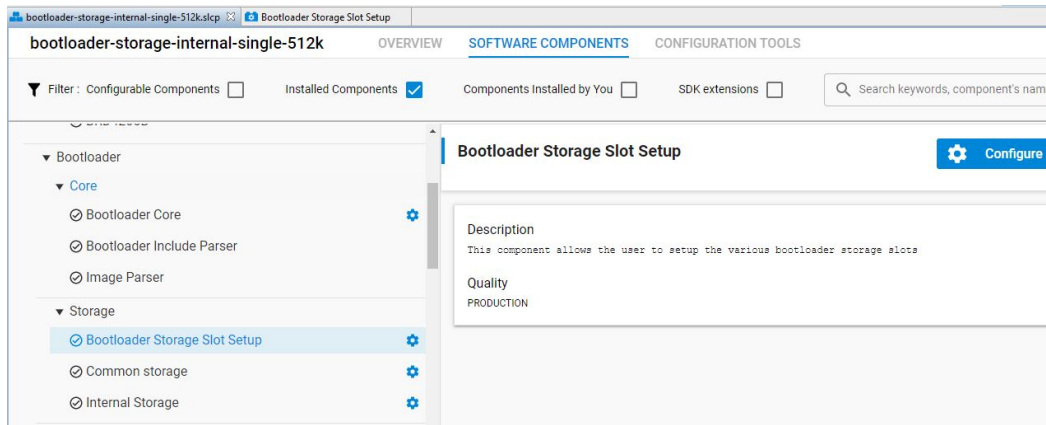 bootloader-storage-internal-single-512k.slcp Bootloader Storage Slot Setup
bootloader-storage-internal-single-512k OVERVIEW SOFTWARE COMPONENTS CONFIGURATION TOOLS
Filter : Configurable Components Installed Components Components Installed by You SDK extensions Search keywords, component's nam
Bootloader
Core
Bootloader Core
Bootloader Include Parser
Image Parser
Storage
Bootloader Storage Slot Setup
Common storage
Internal Storage
Bootloader Storage Slot Setup Configure
Description
This component allows the user to setup the various bootloader storage slots
Quality
PRODUCTION